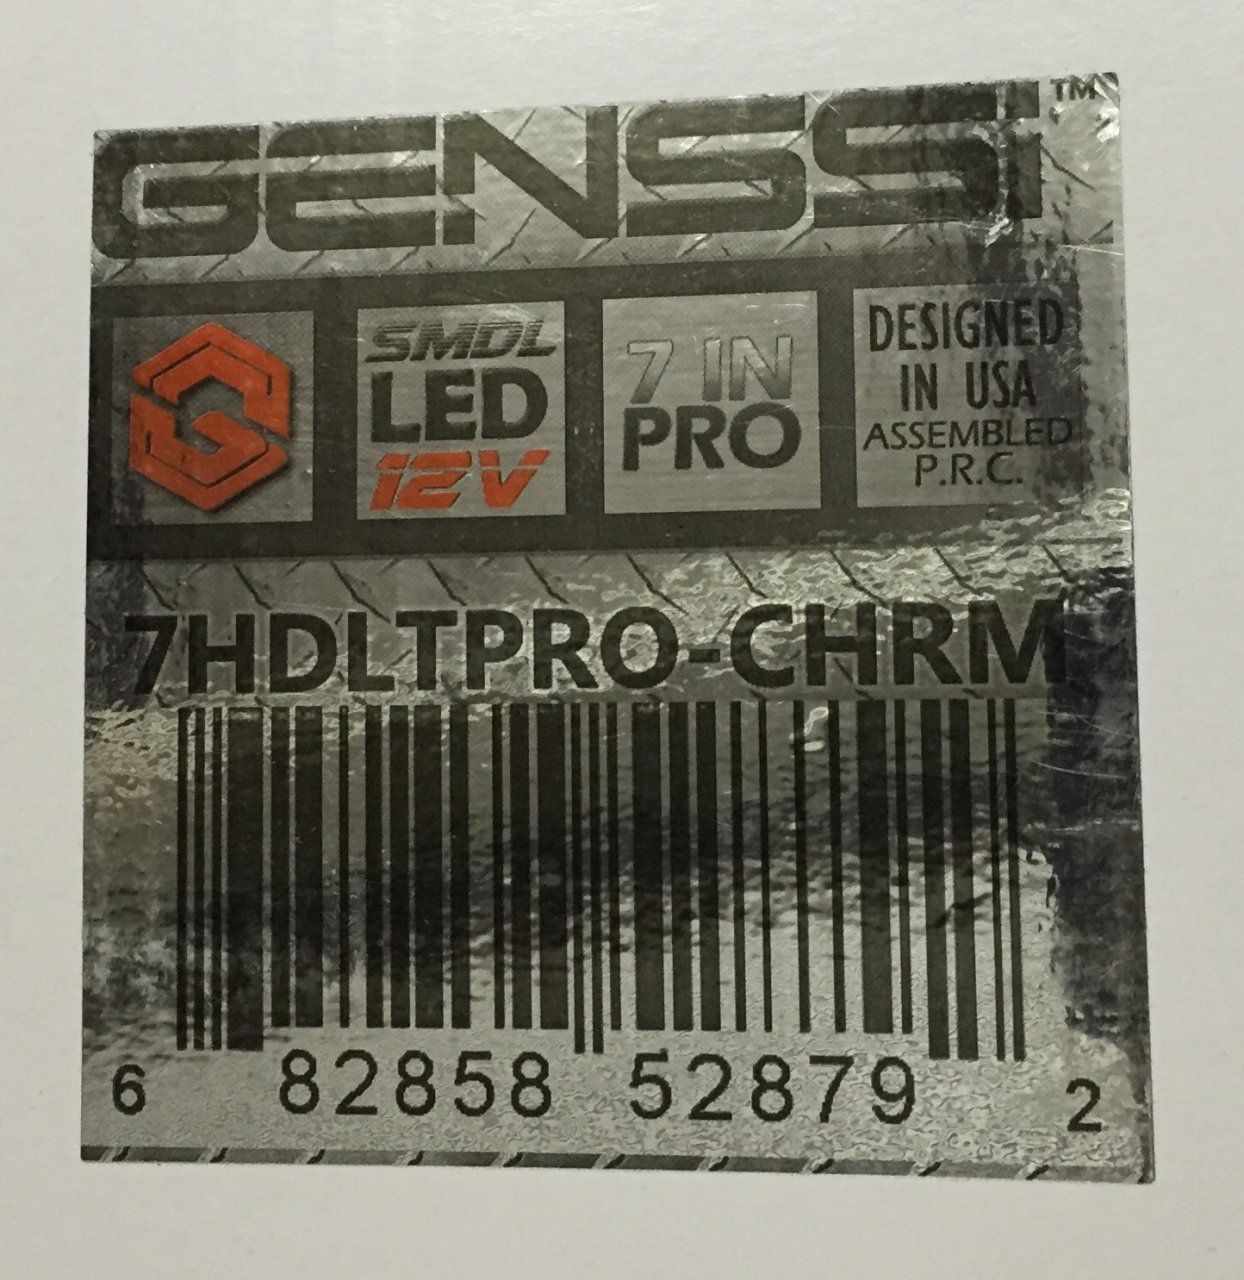 GENSSI™
SMDL
LED
12V
7 IN
PRO
DESIGNED
IN USA
ASSEMBLED
P.R.C.
7HDLTPRO-CHRM
6 82858 52879 2